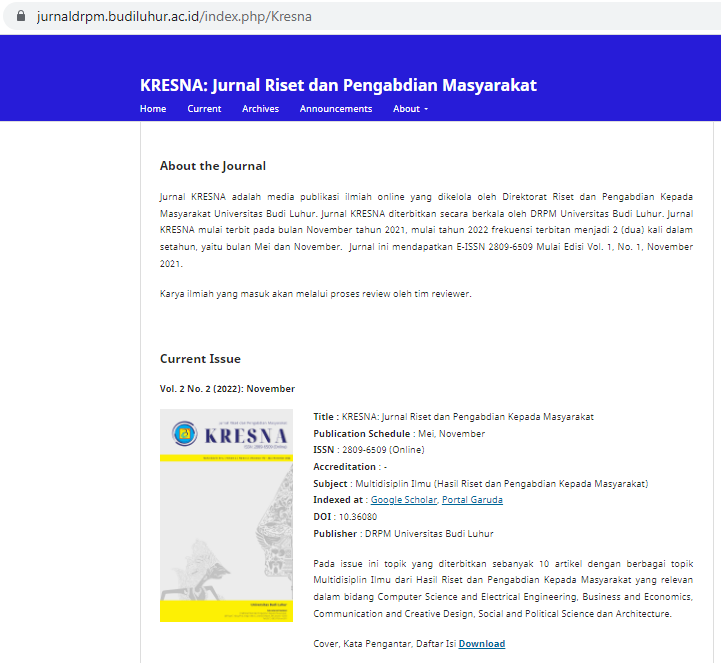 jurnaldrpm.budiluhur.ac.id/index.php/Kresna
KRESNA: Jurnal Riset dan Pengabdian Masyarakat
Home Current Archives Announcements About
About the Journal
Jurnal KRESNA adalah media publikasi ilmiah online yang dikelola oleh Direktorat Riset dan Pengabdian Kepada
Masyarakat Universitas Budi Luhur. Jurnal KRESNA diterbitkan secara berkala oleh DRPM Universitas Budi Luhur. Jurnal
KRESNA mulai terbit pada bulan November tahun 2021, mulai tahun 2022 frekuensi terbitan menjadi 2 (dua) kali dalam
setahun, yaitu bulan Mei dan November. Jurnal ini mendapatkan E-ISSN 2809-6509 Mulai Edisi Vol. 1, No. 1, November
2021.
Karya ilmiah yang masuk akan melalui proses review oleh tim reviewer.
Current Issue
Vol. 2 No. 2 (2022): November
KRESNA
Universitas Budi Luhur
Title : KRESNA: Jurnal Riset dan Pengabdian Kepada Masyarakat
Publication Schedule : Mei, November
ISSN : 2809-6509 (Online)
Accreditation : -
Subject : Multidisiplin Ilmu (Hasil Riset dan Pengabdian Kepada Masyarakat)
Indexed at : Google Scholar, Portal Garuda
DOI : 10.36080
Publisher : DRPM Universitas Budi Luhur
Pada issue ini topik yang diterbitkan sebanyak 10 artikel dengan berbagai topik
Multidisiplin Ilmu dari Hasil Riset dan Pengabdian Kepada Masyarakat yang relevan
dalam bidang Computer Science and Electrical Engineering, Business and Economics,
Communication and Creative Design, Social and Political Science dan Architecture.
Cover, Kata Pengantar, Daftar Isi Download